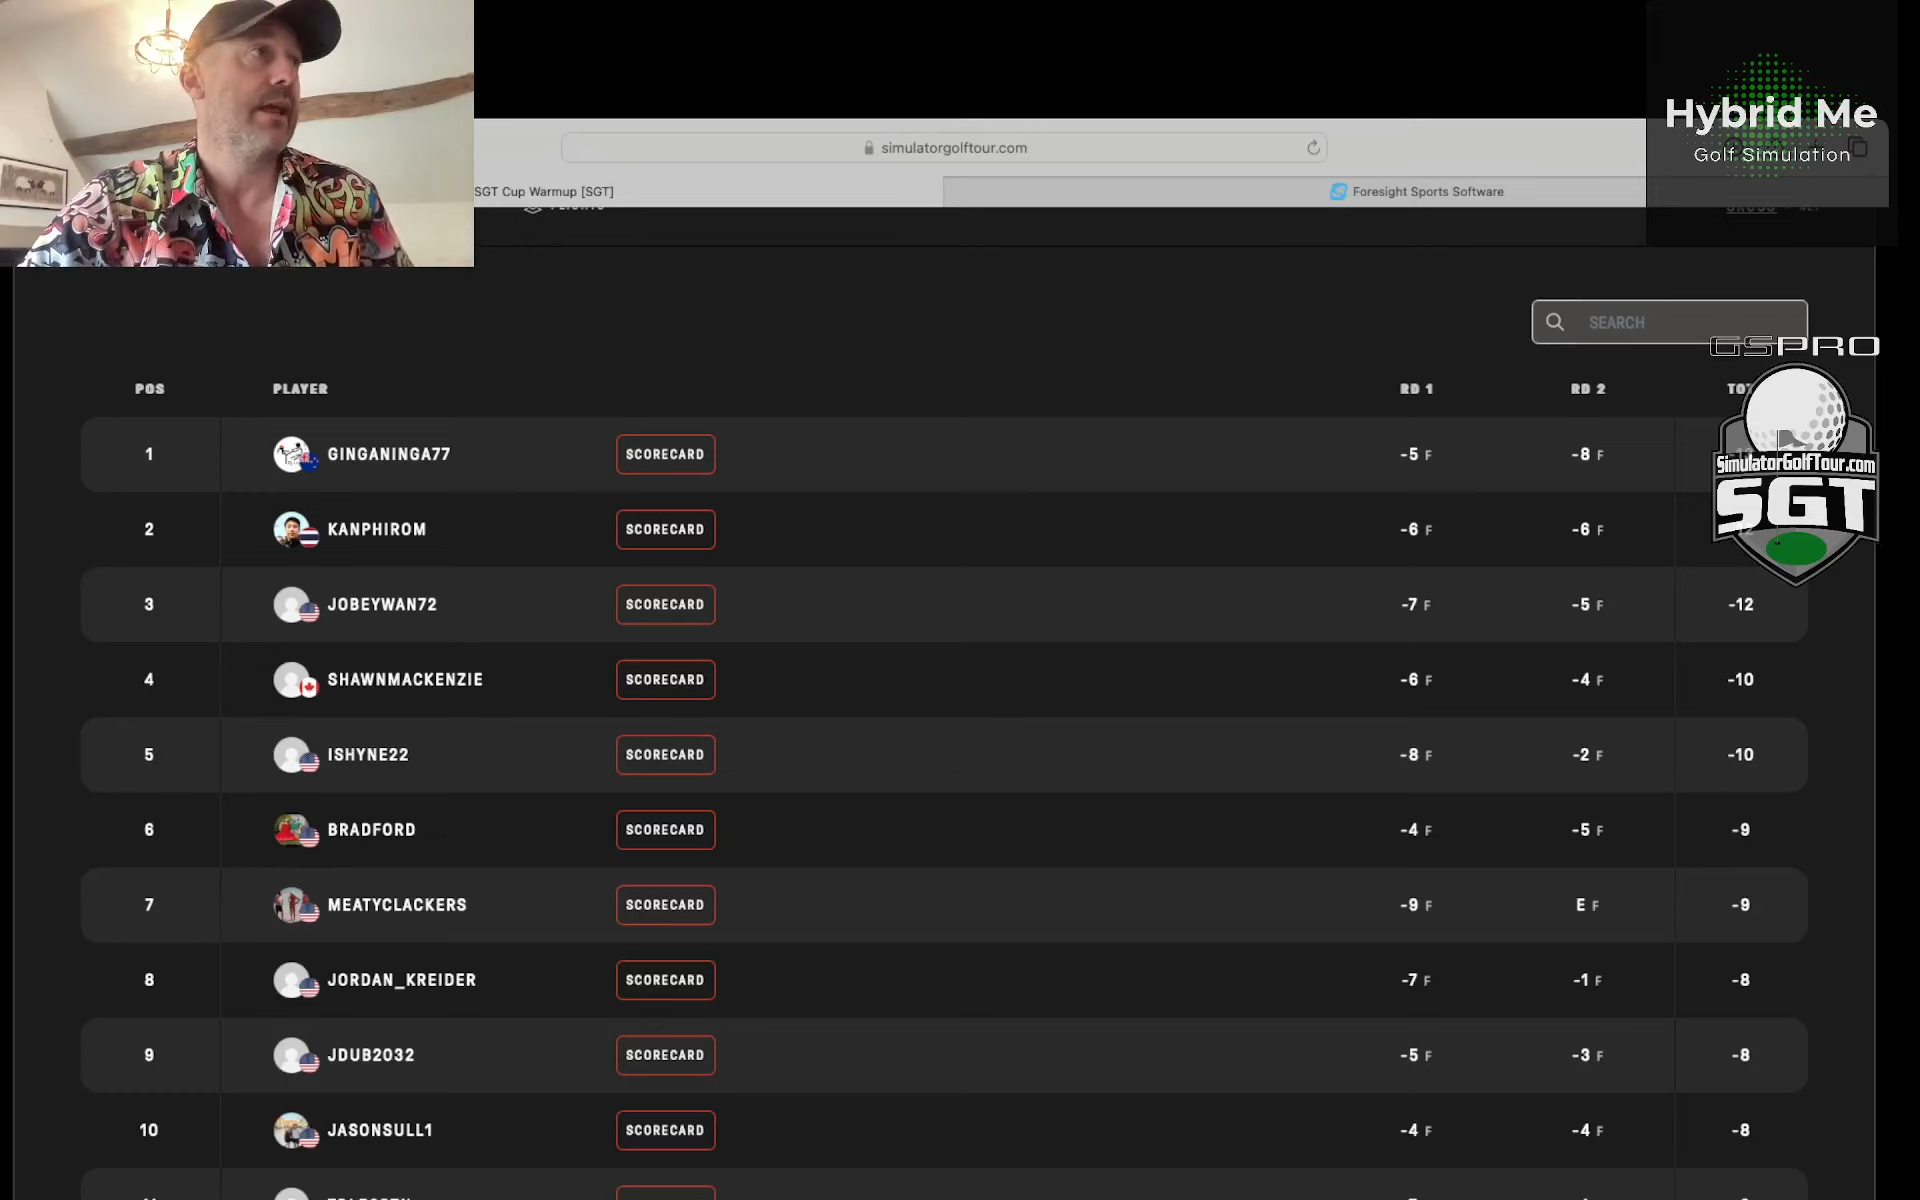 Hybrid Me
Golf Simulation
simulatorgolftour.com
SGT Cup Warmup [SGT]
Foresight Sports Software
SEARCH
GSPRO
POS PLAYER RD 1 RD 2
SimulatorGolfTour.com
SGT
1 GINGANINGA77 SCORECARD -5 F -8 F
2 KANPHIROM SCORECARD -6 F -6 F
3 JOBEYWAN72 SCORECARD -7 F -5 F -12
4 SHAWNMACKENZIE SCORECARD -6 F -4 F -10
5 ISHYNE22 SCORECARD -8 F -2 F -10
6 BRADFORD SCORECARD -4 F -5 F -9
7 MEATYCLACKERS SCORECARD -9 F E F -9
8 JORDAN_KREIDER SCORECARD -7 F -1 F -8
9 JDUB2032 SCORECARD -5 F -3 F -8
10 JASONSULL1 SCORECARD -4 F -4 F -8